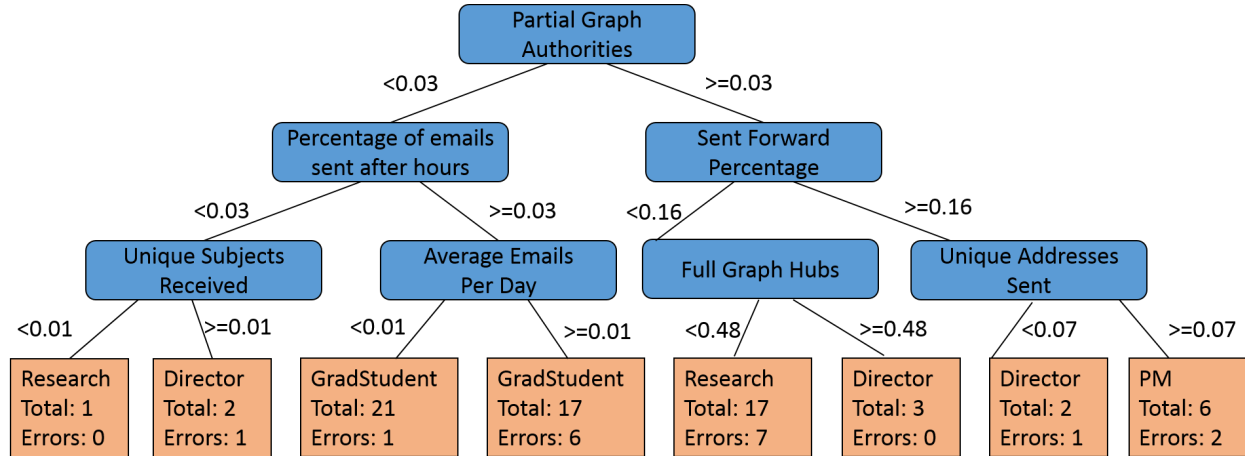 Partial Graph
Authorities
<0.03
>=0.03
Percentage of emails
sent after hours
Sent Forward
Percentage
<0.03
>=0.03
<0.16
>=0.16
Unique Subjects
Received
Average Emails
Per Day
Full Graph Hubs
Unique Addresses
Sent
<0.01
>=0.01
<0.01
>=0.01
<0.48
>=0.48
<0.07
>=0.07
Research
Total: 1
Errors: 0
Director
Total: 2
Errors: 1
GradStudent
Total: 21
Errors: 1
GradStudent
Total: 17
Errors: 6
Research
Total: 17
Errors: 7
Director
Total: 3
Errors: 0
Director
Total: 2
Errors: 1
PM
Total: 6
Errors: 2